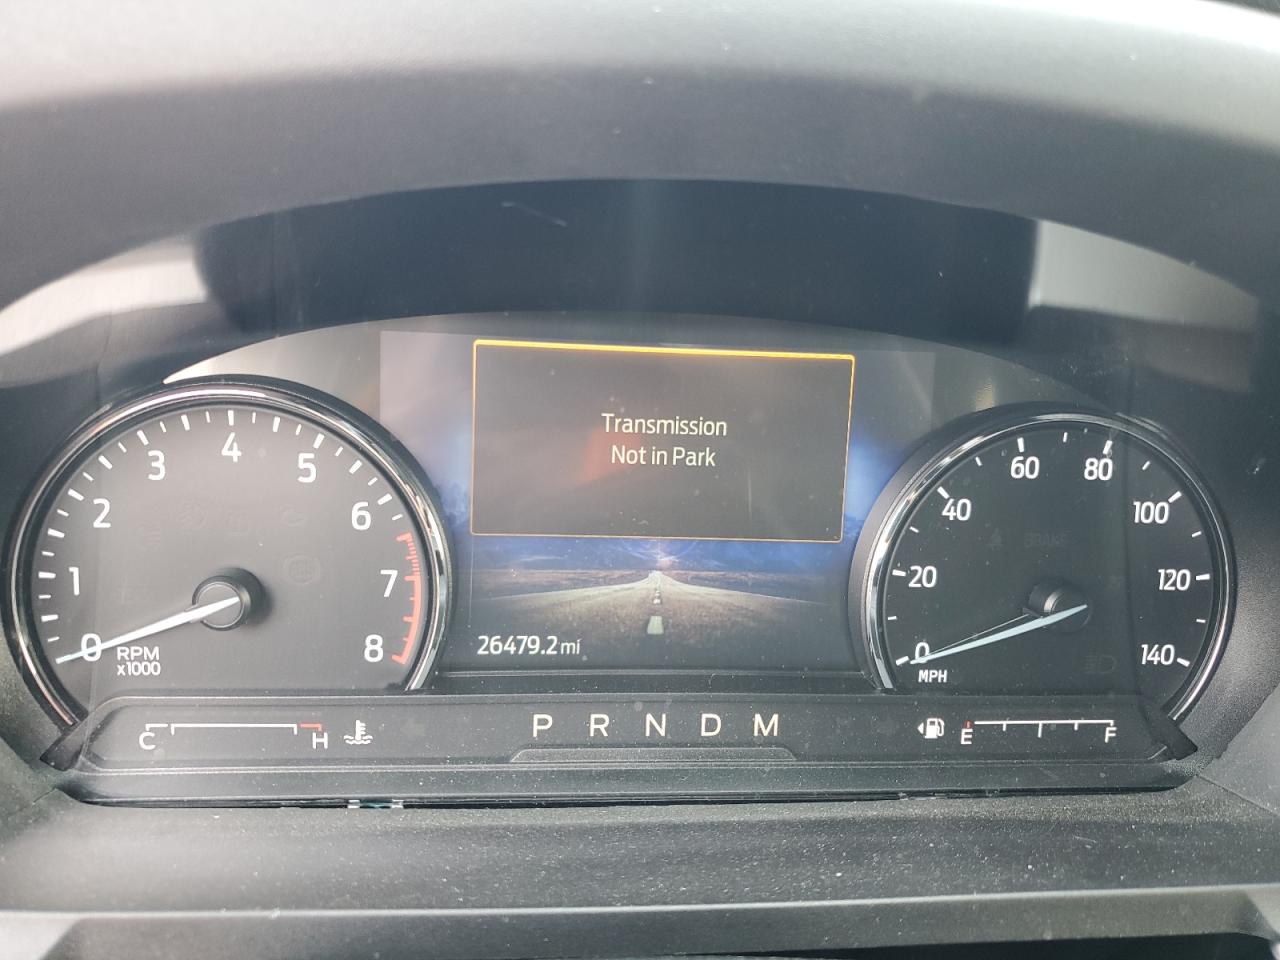 Transmission
Not in Park
0 1 2 3 4 5 6 7 8
RPM
x1000
26479.2 mi
0 20 40 60 80 100 120 140
MPH
BRAKE
C H
P R N D M
E F